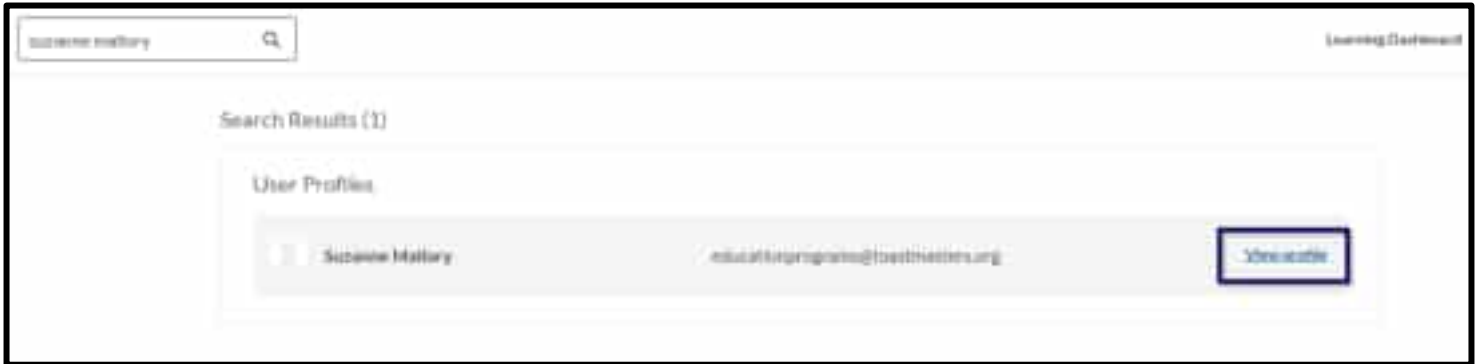 suzanne mallory
Learning Dashboard
Search Results (1)
User Profiles
Suzanne Mallory
educationprograms@toastmasters.org
View profile